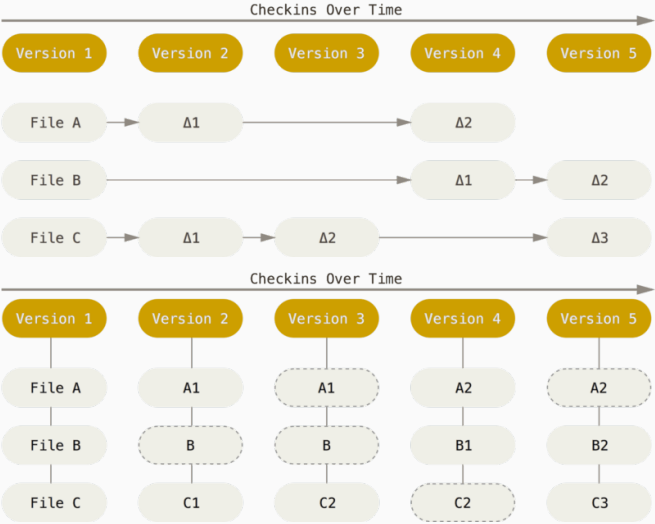 Checkins Over Time
Version 1 Version 2 Version 3 Version 4 Version 5
File A Δ1 Δ2
File B Δ1 Δ2
File C Δ1 Δ2 Δ3
Checkins Over Time
Version 1 Version 2 Version 3 Version 4 Version 5
File A A1 A1 A2 A2
File B B B B1 B2
File C C1 C2 C2 C3